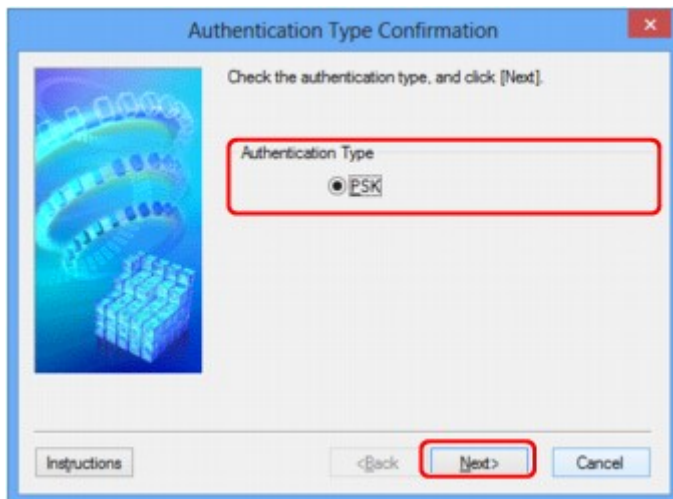 Authentication Type Confirmation
Check the authentication type, and click [Next].
Authentication Type
PSK
Instructions
<Back
Next>
Cancel